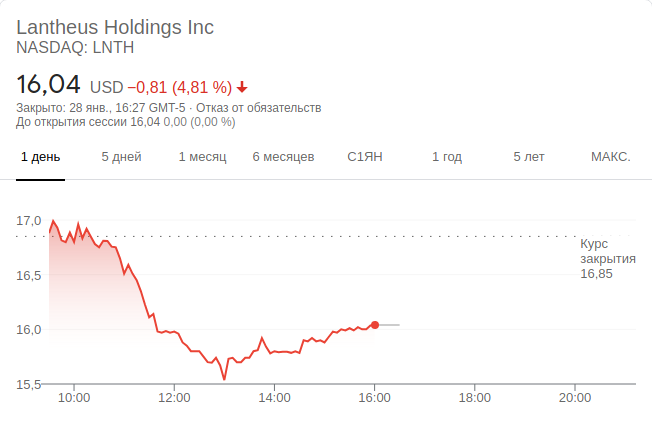 Lantheus Holdings Inc
NASDAQ: LNTH
16,04 USD −0,81 (4,81 %)
Закрыто: 28 янв., 16:27 GMT-5 · Отказ от обязательств
До открытия сессии 16,04 0,00 (0,00 %)
1 день 5 дней 1 месяц 6 месяцев С1ЯН 1 год 5 лет МАКС.
17,0
Курс
закрытия
16,85
16,5
16,0
15,5
10:00 12:00 14:00 16:00 18:00 20:00